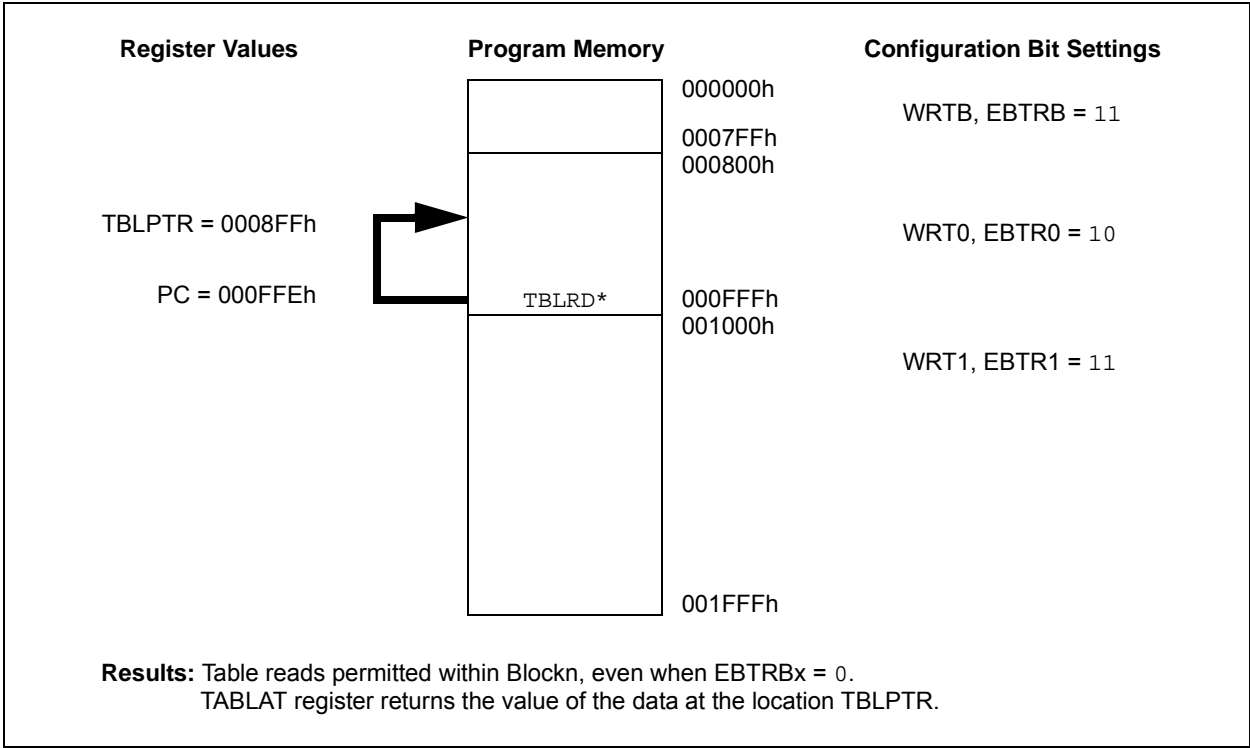 Register Values Program Memory Configuration Bit Settings
000000h
WRTB, EBTRB = 11
0007FFh
000800h
TBLPTR = 0008FFh
WRT0, EBTR0 = 10
PC = 000FFEh
TBLRD*
000FFFh
001000h
WRT1, EBTR1 = 11
001FFFh
Results: Table reads permitted within Blockn, even when EBTRBx = 0.
TABLAT register returns the value of the data at the location TBLPTR.